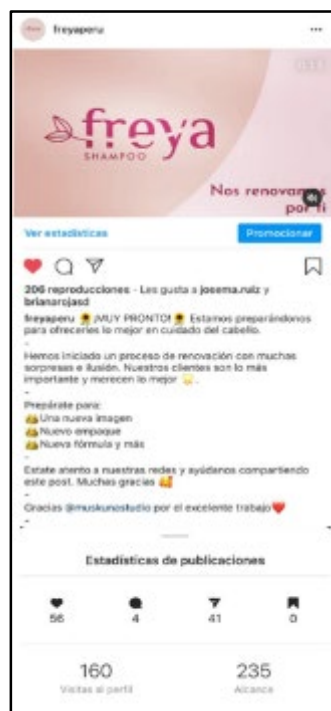 freyaperu
freya
SHAMPOO
Nos renovamos
por ti
Ver estadísticas
Promocionar
206 reproducciones · Les gusta a josema.ruiz y
brianarojasd
freyaperu 🌻 ¡MUY PRONTO! 🌻 Estamos preparándonos
para ofrecerles lo mejor en cuidado del cabello.
-
Hemos iniciado un proceso de renovación con muchas
sorpresas e ilusión. Nuestros clientes son lo más
importante y merecen lo mejor 🌟.
-
Prepárate para:
Una nueva imagen
Nuevo empaque
Nueva fórmula y más
-
Estate atento a nuestras redes y ayúdanos compartiendo
este post. Muchas gracias 🥰
-
Gracias @muskunostudio por el excelente trabajo❤️
-
Estadísticas de publicaciones
56 4 41 0
160 235
Visitas al perfil Alcance